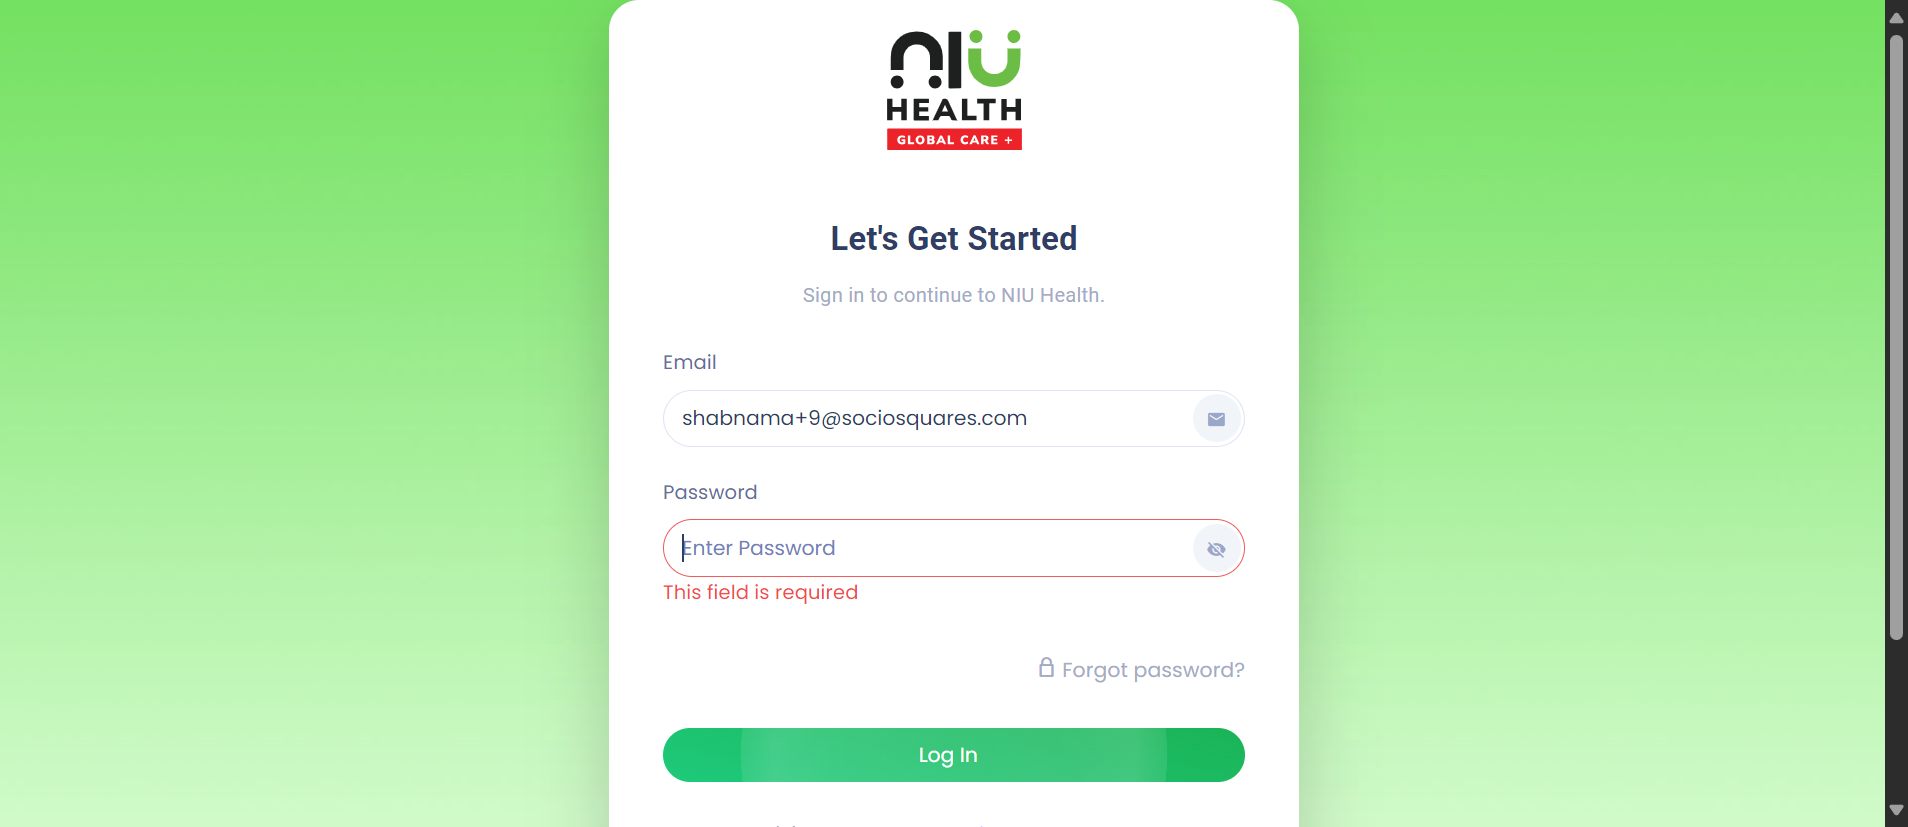 NIU
HEALTH
GLOBAL CARE +
Let's Get Started
Sign in to continue to NIU Health.
Email
shabnama+9@sociosquares.com
Password
Enter Password
This field is required
Forgot password?
Log In